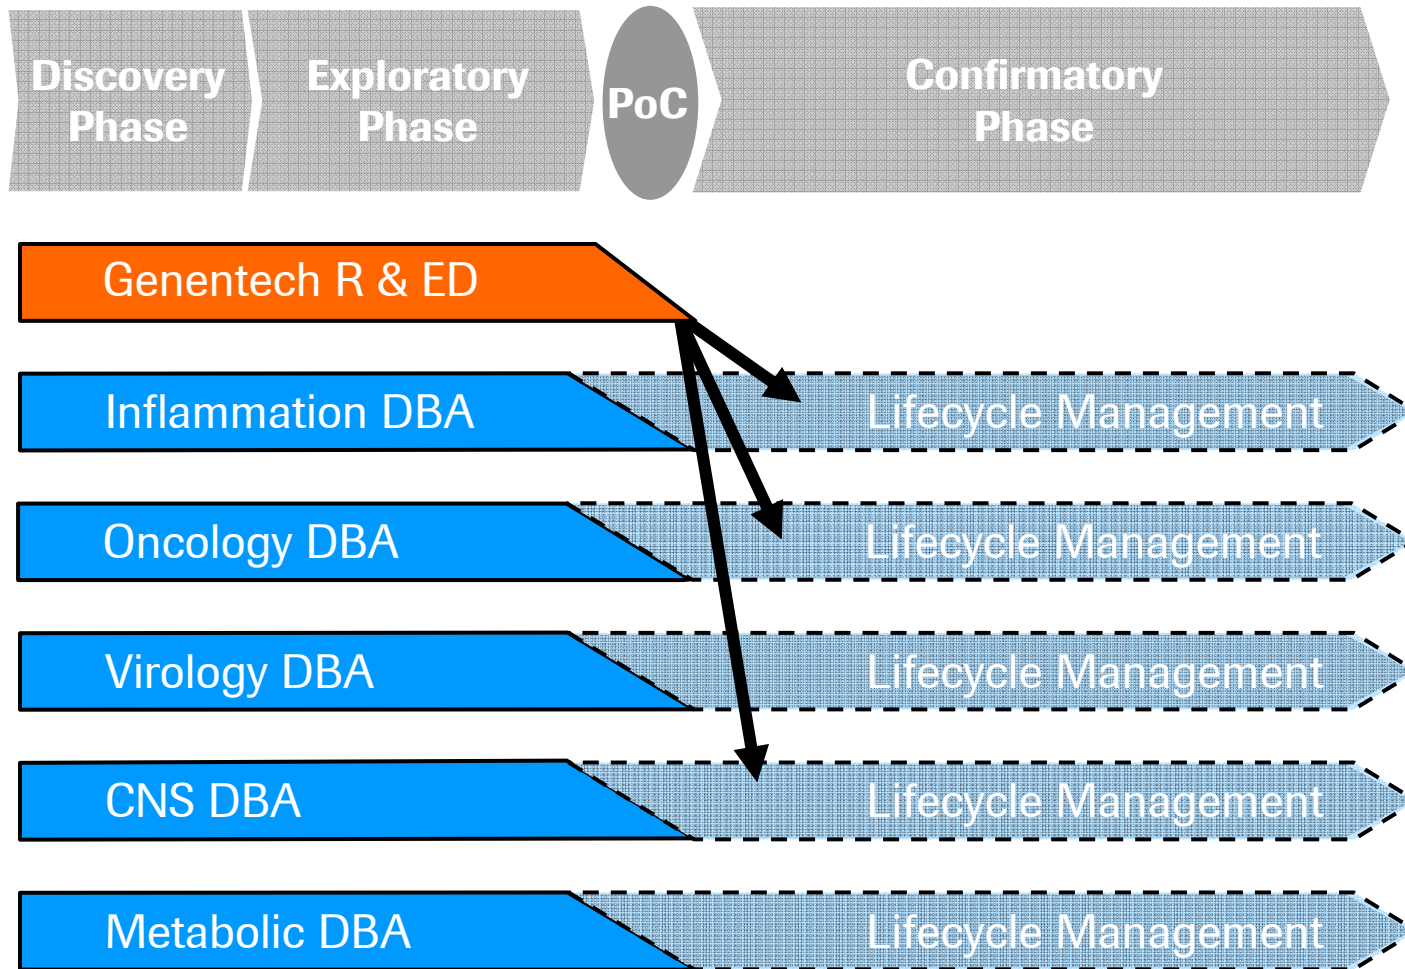 Discovery
Phase
Exploratory
Phase
PoC
Confirmatory
Phase
Genentech R & ED
Inflammation DBA
Lifecycle Management
Oncology DBA
Lifecycle Management
Virology DBA
Lifecycle Management
CNS DBA
Lifecycle Management
Metabolic DBA
Lifecycle Management